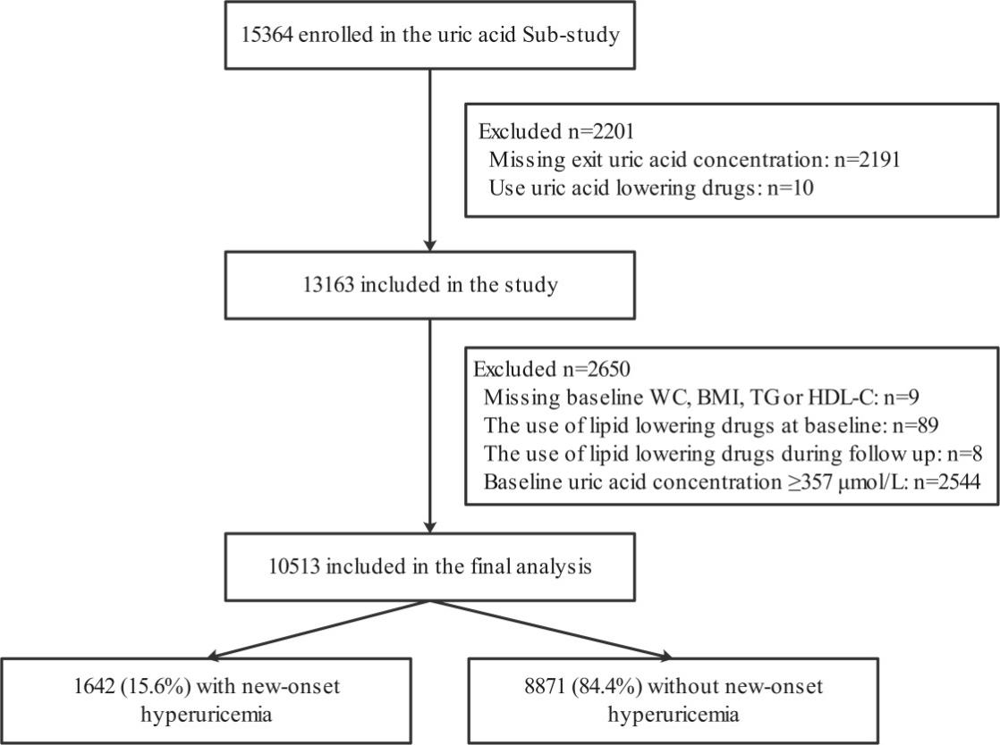 15364 enrolled in the uric acid Sub-study
Excluded n=2201
Missing exit uric acid concentration: n=2191
Use uric acid lowering drugs: n=10
13163 included in the study
Excluded n=2650
Missing baseline WC, BMI, TG or HDL-C: n=9
The use of lipid lowering drugs at baseline: n=89
The use of lipid lowering drugs during follow up: n=8
Baseline uric acid concentration ≥357 μmol/L: n=2544
10513 included in the final analysis
1642 (15.6%) with new-onset
hyperuricemia
8871 (84.4%) without new-onset
hyperuricemia